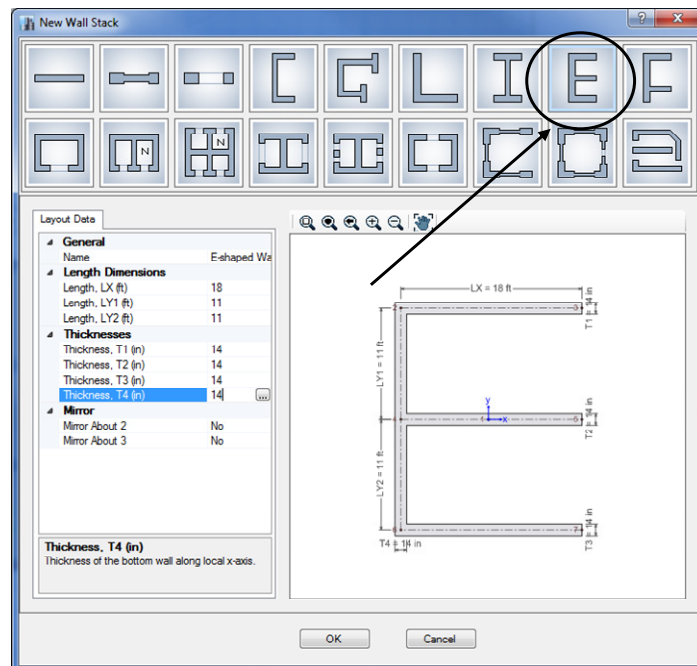 New Wall Stack
?
N
N
Layout Data
General
Name E-shaped Wa
Length Dimensions
Length, LX (ft) 18
Length, LY1 (ft) 11
Length, LY2 (ft) 11
Thicknesses
Thickness, T1 (in) 14
Thickness, T2 (in) 14
Thickness, T3 (in) 14
Thickness, T4 (in) 14
...
Mirror
Mirror About 2 No
Mirror About 3 No
Thickness, T4 (in)
Thickness of the bottom wall along local x-axis.
LX = 18 ft
T1 = 14 in
LY1 = 11 ft
y
1
x
T2 = 14 in
LY2 = 11 ft
T4 = 14 in
T3 = 14 in
OK
Cancel